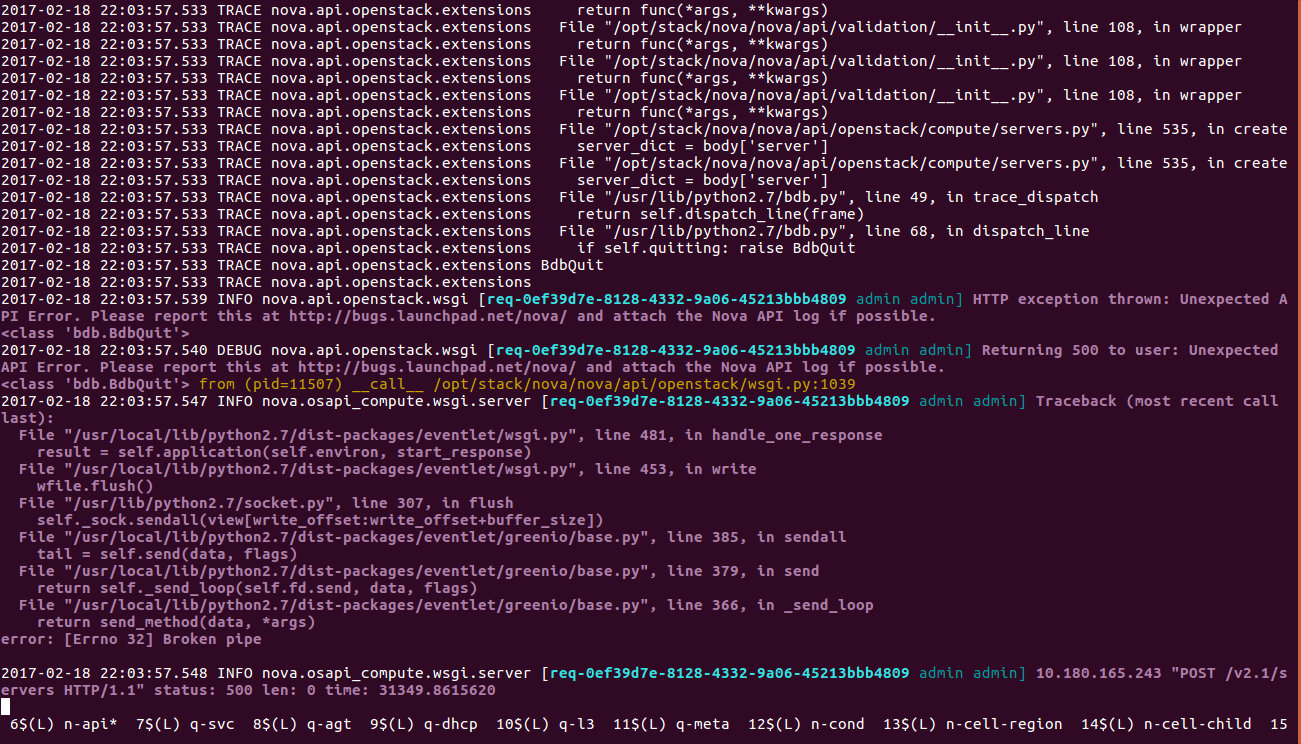 2017-02-18 22:03:57.533 TRACE nova.api.openstack.extensions     return func(*args, **kwargs)
2017-02-18 22:03:57.533 TRACE nova.api.openstack.extensions   File "/opt/stack/nova/nova/api/validation/__init__.py", line 108, in wrapper
2017-02-18 22:03:57.533 TRACE nova.api.openstack.extensions     return func(*args, **kwargs)
2017-02-18 22:03:57.533 TRACE nova.api.openstack.extensions   File "/opt/stack/nova/nova/api/validation/__init__.py", line 108, in wrapper
2017-02-18 22:03:57.533 TRACE nova.api.openstack.extensions     return func(*args, **kwargs)
2017-02-18 22:03:57.533 TRACE nova.api.openstack.extensions   File "/opt/stack/nova/nova/api/validation/__init__.py", line 108, in wrapper
2017-02-18 22:03:57.533 TRACE nova.api.openstack.extensions     return func(*args, **kwargs)
2017-02-18 22:03:57.533 TRACE nova.api.openstack.extensions   File "/opt/stack/nova/nova/api/openstack/compute/servers.py", line 535, in create
2017-02-18 22:03:57.533 TRACE nova.api.openstack.extensions     server_dict = body['server']
2017-02-18 22:03:57.533 TRACE nova.api.openstack.extensions   File "/opt/stack/nova/nova/api/openstack/compute/servers.py", line 535, in create
2017-02-18 22:03:57.533 TRACE nova.api.openstack.extensions     server_dict = body['server']
2017-02-18 22:03:57.533 TRACE nova.api.openstack.extensions   File "/usr/lib/python2.7/bdb.py", line 49, in trace_dispatch
2017-02-18 22:03:57.533 TRACE nova.api.openstack.extensions     return self.dispatch_line(frame)
2017-02-18 22:03:57.533 TRACE nova.api.openstack.extensions   File "/usr/lib/python2.7/bdb.py", line 68, in dispatch_line
2017-02-18 22:03:57.533 TRACE nova.api.openstack.extensions     if self.quitting: raise BdbQuit
2017-02-18 22:03:57.533 TRACE nova.api.openstack.extensions BdbQuit
2017-02-18 22:03:57.533 TRACE nova.api.openstack.extensions
2017-02-18 22:03:57.539 INFO nova.api.openstack.wsgi [req-0ef39d7e-8128-4332-9a06-45213bbb4809 admin admin] HTTP exception thrown: Unexpected A
PI Error. Please report this at http://bugs.launchpad.net/nova/ and attach the Nova API log if possible.
<class 'bdb.BdbQuit'>
2017-02-18 22:03:57.540 DEBUG nova.api.openstack.wsgi [req-0ef39d7e-8128-4332-9a06-45213bbb4809 admin admin] Returning 500 to user: Unexpected
API Error. Please report this at http://bugs.launchpad.net/nova/ and attach the Nova API log if possible.
<class 'bdb.BdbQuit'> from (pid=11507) __call__ /opt/stack/nova/nova/api/openstack/wsgi.py:1039
2017-02-18 22:03:57.547 INFO nova.osapi_compute.wsgi.server [req-0ef39d7e-8128-4332-9a06-45213bbb4809 admin admin] Traceback (most recent call
last):
  File "/usr/local/lib/python2.7/dist-packages/eventlet/wsgi.py", line 481, in handle_one_response
    result = self.application(self.environ, start_response)
  File "/usr/local/lib/python2.7/dist-packages/eventlet/wsgi.py", line 453, in write
    wfile.flush()
  File "/usr/lib/python2.7/socket.py", line 307, in flush
    self._sock.sendall(view[write_offset:write_offset+buffer_size])
  File "/usr/local/lib/python2.7/dist-packages/eventlet/greenio/base.py", line 385, in sendall
    tail = self.send(data, flags)
  File "/usr/local/lib/python2.7/dist-packages/eventlet/greenio/base.py", line 379, in send
    return self._send_loop(self.fd.send, data, flags)
  File "/usr/local/lib/python2.7/dist-packages/eventlet/greenio/base.py", line 366, in _send_loop
    return send_method(data, *args)
error: [Errno 32] Broken pipe
2017-02-18 22:03:57.548 INFO nova.osapi_compute.wsgi.server [req-0ef39d7e-8128-4332-9a06-45213bbb4809 admin admin] 10.180.165.243 "POST /v2.1/s
ervers HTTP/1.1" status: 500 len: 0 time: 31349.8615620
6$(L) n-api*  7$(L) q-svc  8$(L) q-agt  9$(L) q-dhcp  10$(L) q-l3  11$(L) q-meta  12$(L) n-cond  13$(L) n-cell-region  14$(L) n-cell-child  15